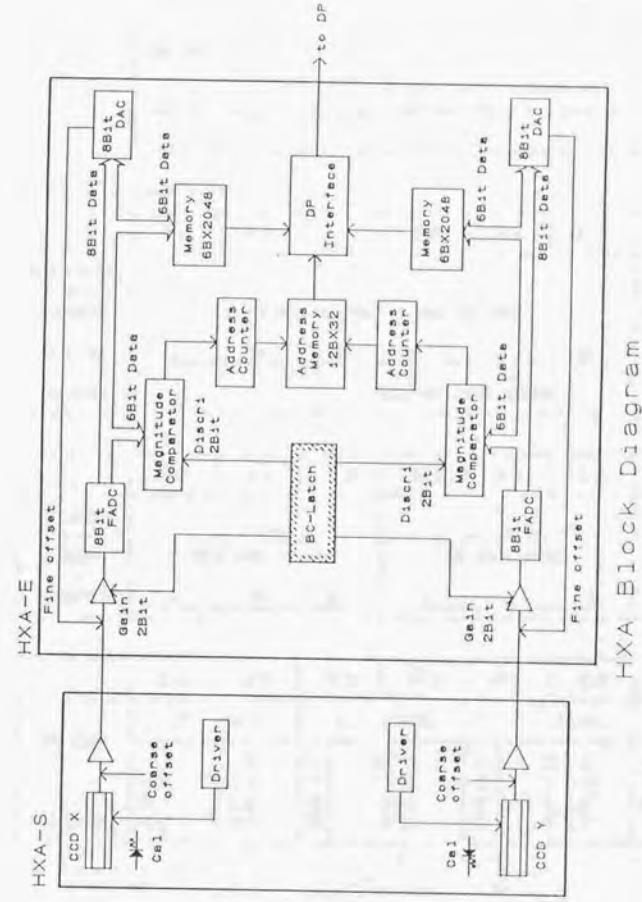 HXA-S
CCD X
Cal
Coarse
offset
Driver
Driver
Coarse
offset
Cal
CCD Y
HXA-E
Fine offset
Gain
2Bit
8Bit
FADC
6Bit Data
Magnitude
Comparator
Discri
2Bit
8Bit Data
6Bit Data
8Bit
DAC
Memory
6BX2048
Address
Counter
Address
Memory
12BX32
Address
Counter
DP
Interface
to DP
BC-Latch
Memory
6BX2048
Discri
2Bit
Magnitude
Comparator
6Bit Data
6Bit Data
8Bit Data
8Bit
DAC
Gain
2Bit
8Bit
FADC
Fine offset
HXA Block Diagram